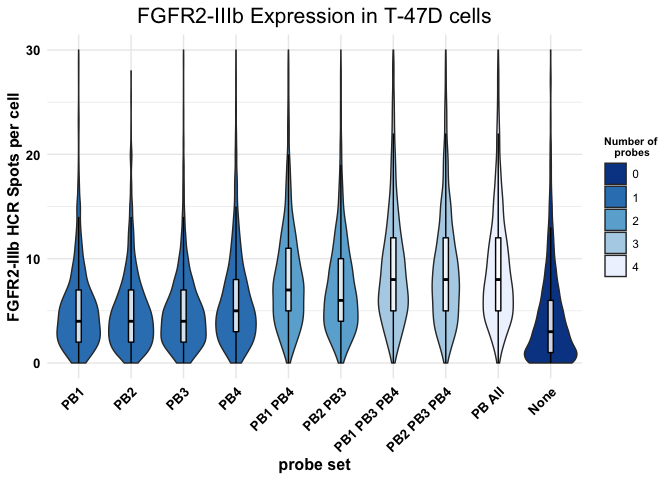 FGFR2-IIIb Expression in T-47D cells
FGFR2-IIIb HCR Spots per cell
30
20
10
0
PB1
PB2
PB3
PB4
PB1 PB4
PB2 PB3
PB1 PB3 PB4
PB2 PB3 PB4
PB All
None
probe set
Number of
probes
0
1
2
3
4